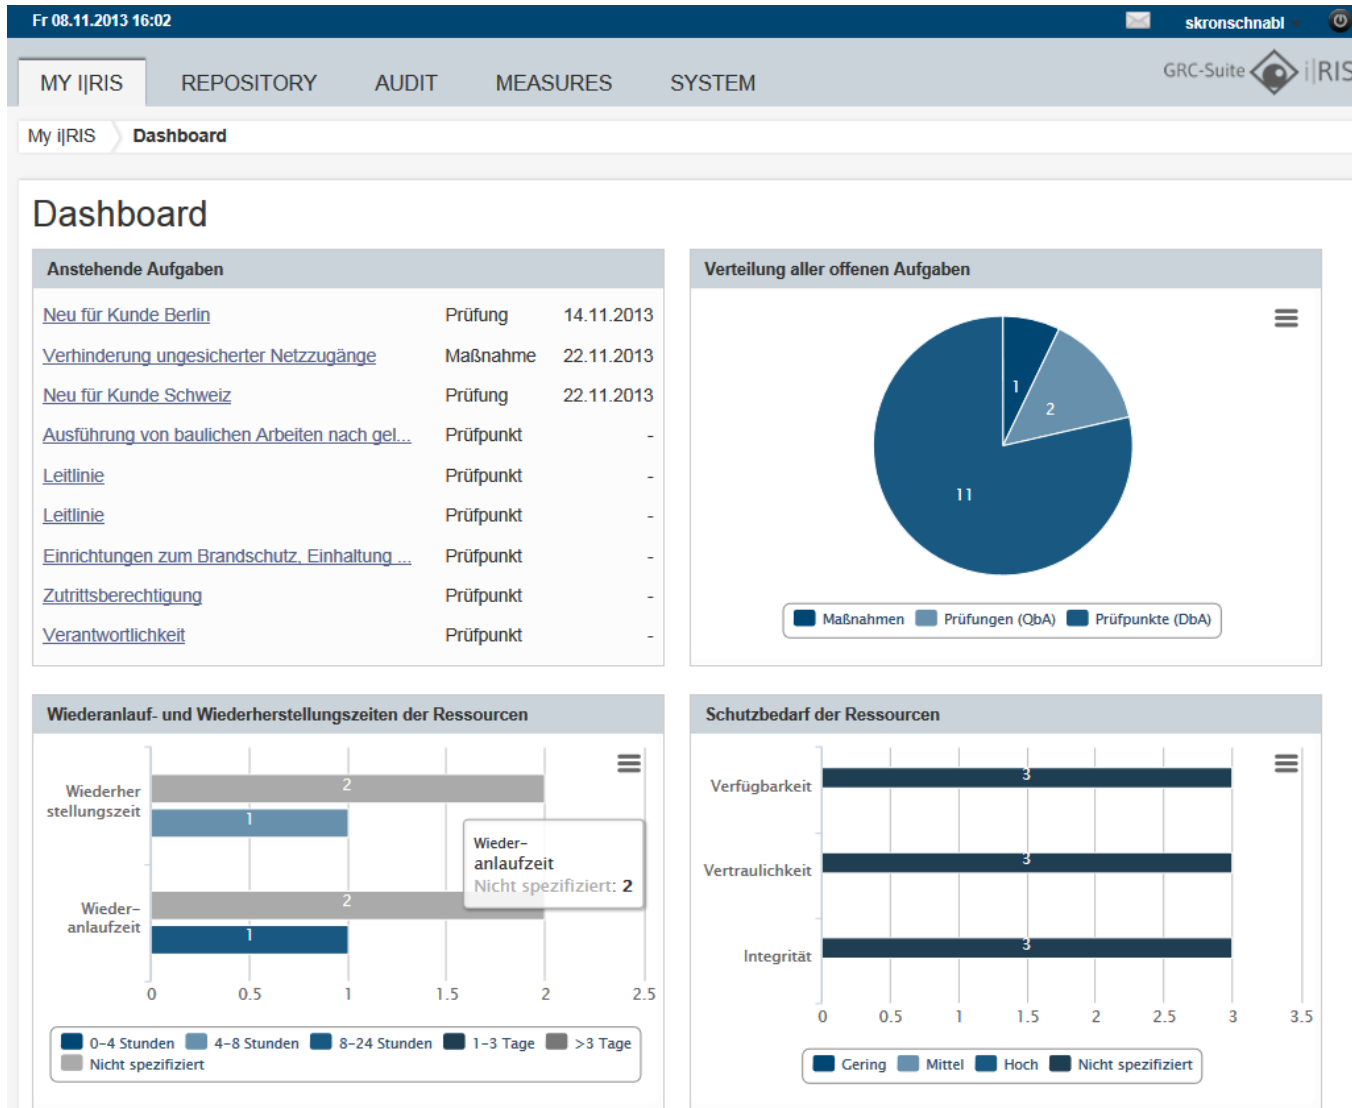 Fr 08.11.2013 16:02
skronschnabl
MY I|RIS REPOSITORY AUDIT MEASURES SYSTEM
GRC-Suite i|RIS
My i|RIS Dashboard
Dashboard
Anstehende Aufgaben
Neu für Kunde Berlin Prüfung 14.11.2013
Verhinderung ungesicherter Netzzugänge Maßnahme 22.11.2013
Neu für Kunde Schweiz Prüfung 22.11.2013
Ausführung von baulichen Arbeiten nach gel... Prüfpunkt -
Leitlinie Prüfpunkt -
Leitlinie Prüfpunkt -
Einrichtungen zum Brandschutz, Einhaltung ... Prüfpunkt -
Zutrittsberechtigung Prüfpunkt -
Verantwortlichkeit Prüfpunkt -
Verteilung aller offenen Aufgaben
1
2
11
Maßnahmen Prüfungen (QbA) Prüfpunkte (DbA)
Wiederanlauf- und Wiederherstellungszeiten der Ressourcen
Wiederher
stellungszeit
2
1
Wieder-
anlaufzeit
2
1
Wieder-
anlaufzeit
Nicht spezifiziert: 2
0 0.5 1 1.5 2 2.5
0-4 Stunden 4-8 Stunden 8-24 Stunden 1-3 Tage >3 Tage
Nicht spezifiziert
Schutzbedarf der Ressourcen
Verfügbarkeit 3
Vertraulichkeit 3
Integrität 3
0 0.5 1 1.5 2 2.5 3 3.5
Gering Mittel Hoch Nicht spezifiziert